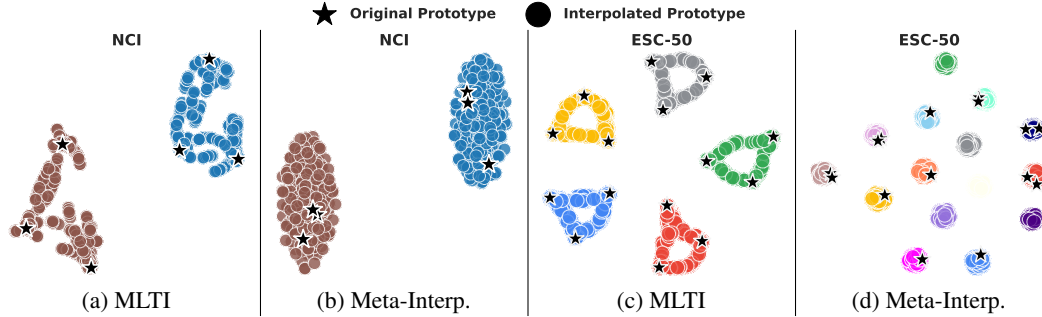 Original Prototype Interpolated Prototype
NCI NCI ESC-50 ESC-50
(a) MLTI (b) Meta-Interp. (c) MLTI (d) Meta-Interp.